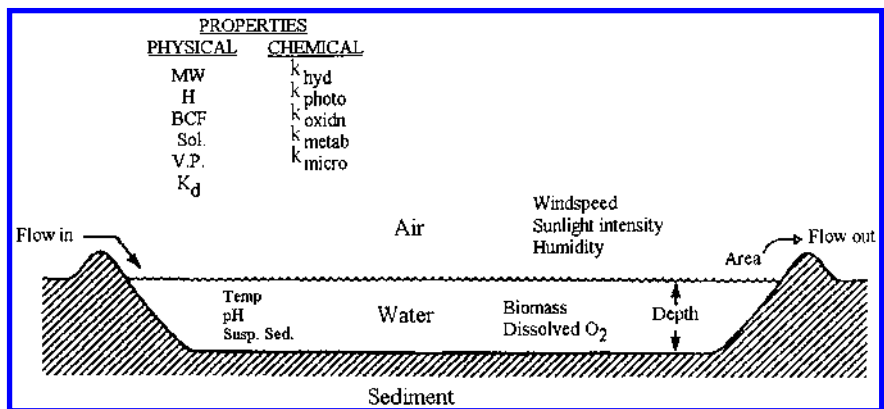 PROPERTIES
PHYSICAL CHEMICAL
MW k hyd
H k photo
BCF k oxidn
Sol. k metab
V.P. k micro
K d
Windspeed
Air Sunlight intensity
Flow in Humidity Area Flow out
Temp Biomass
pH Water Depth
Susp. Sed. Dissolved O2
Sediment